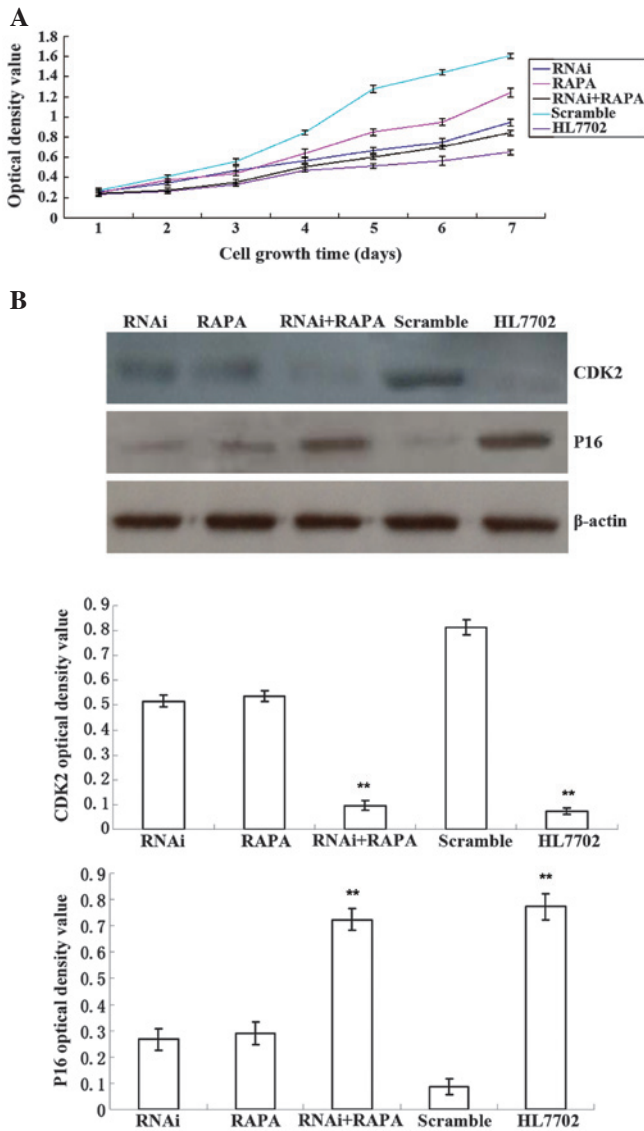 A
Optical density value
1.8
1.6
1.4
1.2
1
0.8
0.6
0.4
0.2
0
1 2 3 4 5 6 7
Cell growth time (days)
RNAi
RAPA
RNAi+RAPA
Scramble
HL7702
B
RNAi RAPA RNAi+RAPA Scramble HL7702
CDK2
P16
β-actin
CDK2 optical density value
0.9
0.8
0.7
0.6
0.5
0.4
0.3
0.2
0.1
0
** **
RNAi RAPA RNAi+RAPA Scramble HL7702
P16 optical density value
0.9
0.8
0.7
0.6
0.5
0.4
0.3
0.2
0.1
0
** **
RNAi RAPA RNAi+RAPA Scramble HL7702